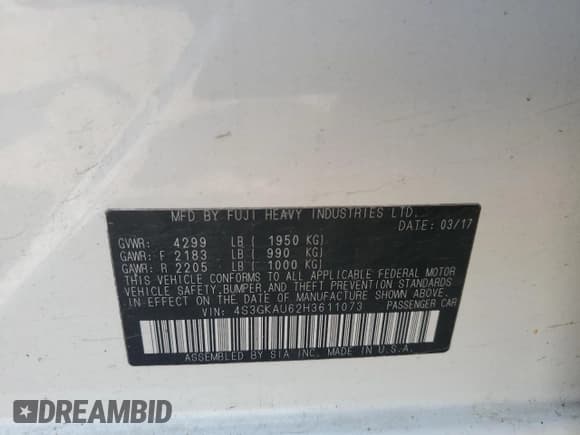 MFD BY FUJI HEAVY INDUSTRIES LTD.
DATE: 03/17
GVWR: 4299 LB ( 1950 KG)
GAWR: F 2183 LB ( 990 KG)
GAWR: R 2205 LB ( 1000 KG)
THIS VEHICLE CONFORMS TO ALL APPLICABLE FEDERAL MOTOR
VEHICLE SAFETY, BUMPER, AND THEFT PREVENTION STANDARDS
IN EFFECT ON THE DATE OF MANUFACTURE SHOWN ABOVE.
VIN: 4S3GKAU62H3611073 PASSENGER CAR
ASSEMBLED BY SIA INC. MADE IN U.S.A.
DREAMBID